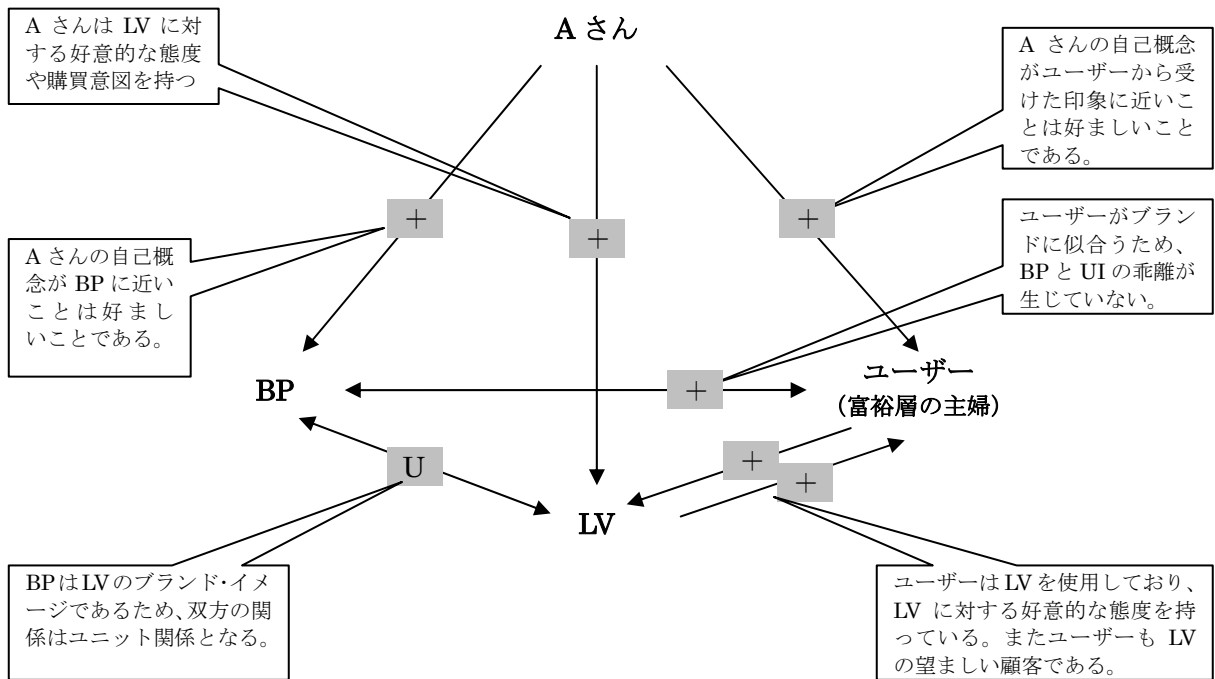 A さんは LV に対
する好意的な態度
や購買意図を持つ
A さん
A さんの自己概念
がユーザーから受
けた印象に近いこ
とは好ましいこと
である。
+
+
+
A さんの自己概
念が BP に近い
ことは好まし
いことである。
ユーザーがブラン
ドに似合うため、
BP と UI の乖離が
生じていない。
BP
+
ユーザー
（富裕層の主婦）
U
+
+
LV
BPはLVのブランド・イメ
ージであるため、双方の関
係はユニット関係となる。
ユーザーは LV を使用しており、
LV に対する好意的な態度を持
っている。またユーザーも LV
の望ましい顧客である。